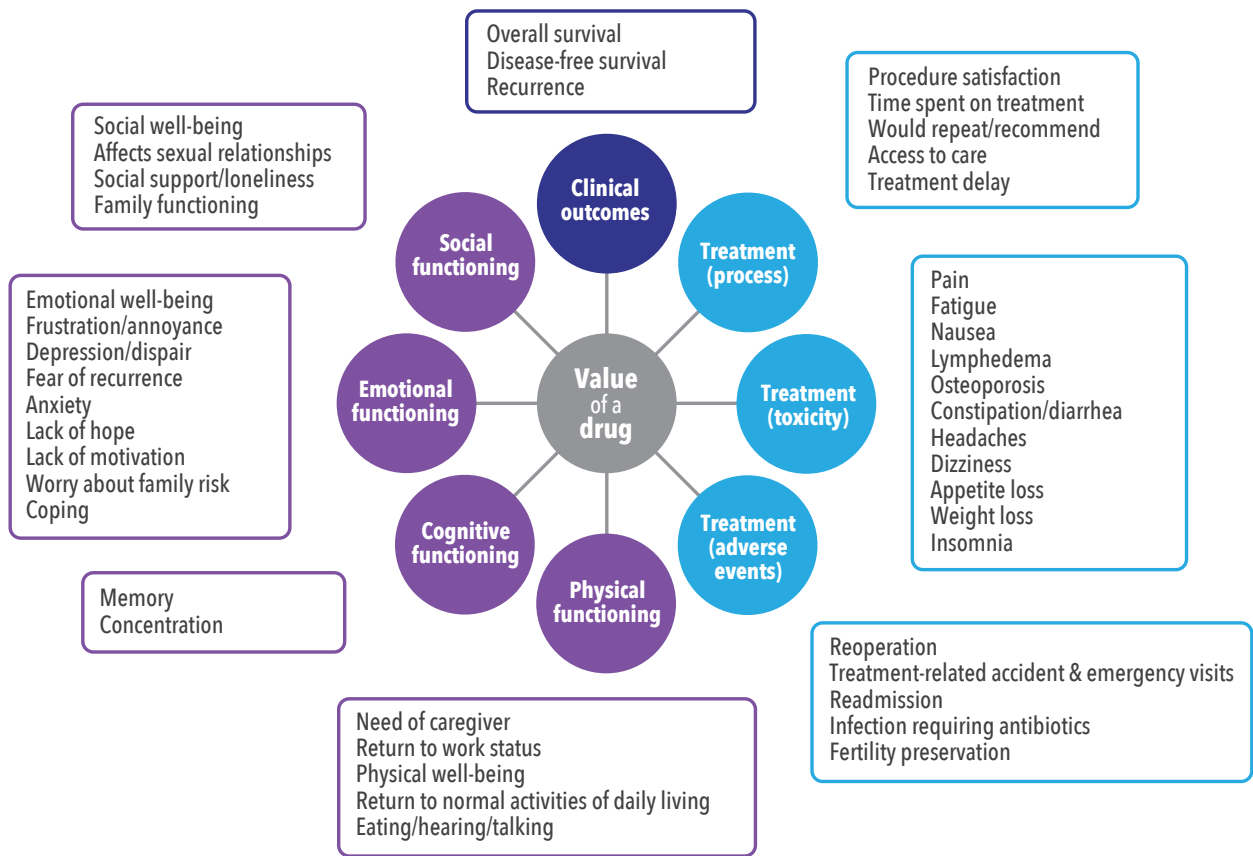 Overall survival
Disease-free survival
Recurrence
Procedure satisfaction
Time spent on treatment
Would repeat/recommend
Access to care
Treatment delay
Social well-being
Affects sexual relationships
Social support/loneliness
Family functioning
Clinical
outcomes
Social
functioning
Treatment
(process)
Emotional well-being
Frustration/annoyance
Depression/dispair
Fear of recurrence
Anxiety
Lack of hope
Lack of motivation
Worry about family risk
Coping
Pain
Fatigue
Nausea
Lymphedema
Osteoporosis
Constipation/diarrhea
Headaches
Dizziness
Appetite loss
Weight loss
Insomnia
Emotional
functioning
Value
of a
drug
Treatment
(toxicity)
Cognitive
functioning
Treatment
(adverse
events)
Physical
functioning
Memory
Concentration
Reoperation
Treatment-related accident & emergency visits
Readmission
Infection requiring antibiotics
Fertility preservation
Need of caregiver
Return to work status
Physical well-being
Return to normal activities of daily living
Eating/hearing/talking